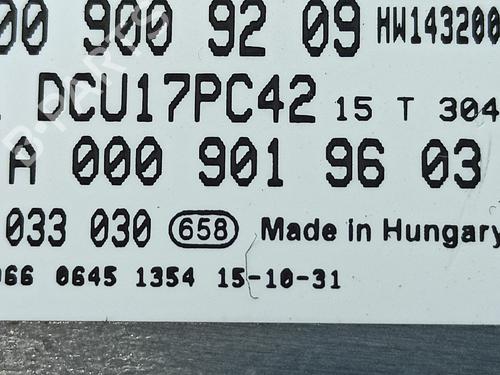 00 900 92 09 HW143200
DCU17PC42 15 T 304
A 000 901 96 03
033 030 658 Made in Hungary
066 0645 1354 15-10-31